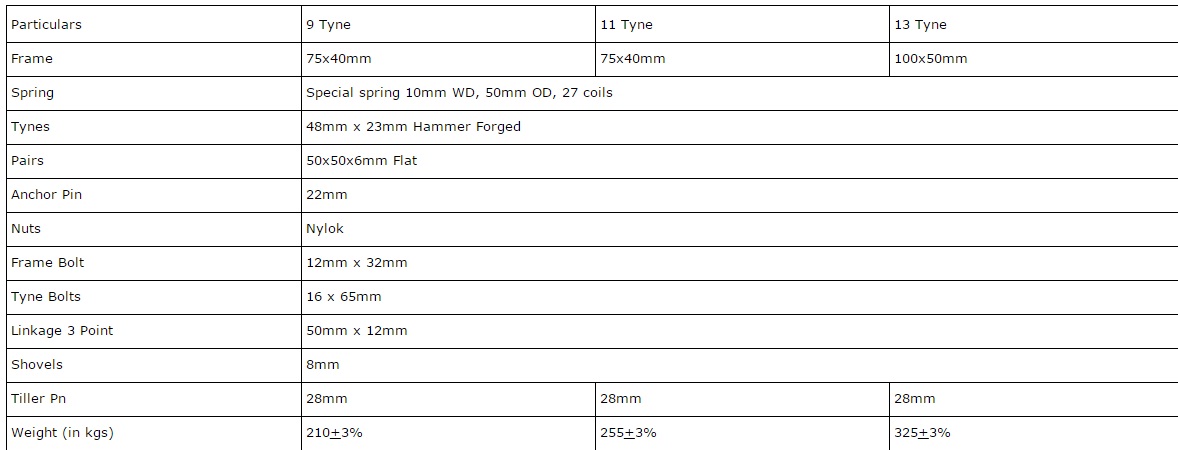 Particulars 9 Tyne 11 Tyne 13 Tyne
Frame 75x40mm 75x40mm 100x50mm
Spring Special spring 10mm WD, 50mm OD, 27 coils
Tynes 48mm x 23mm Hammer Forged
Pairs 50x50x6mm Flat
Anchor Pin 22mm
Nuts Nylok
Frame Bolt 12mm x 32mm
Tyne Bolts 16 x 65mm
Linkage 3 Point 50mm x 12mm
Shovels 8mm
Tiller Pn 28mm 28mm 28mm
Weight (in kgs) 210±3% 255±3% 325±3%